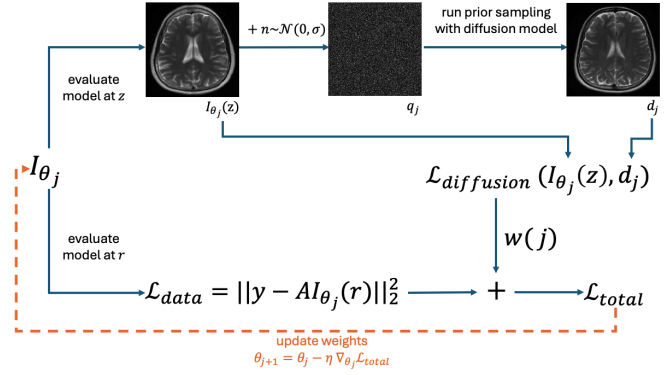 + n~𝒩(0, σ)
run prior sampling
with diffusion model
evaluate
model at z
I_{θ_j}(z)
q_j
d_j
I_{θ_j}
ℒ_{diffusion} (I_{θ_j}(z), d_j)
w(j)
evaluate
model at r
ℒ_{data} = ||y − AI_{θ_j}(r)||_2^2
+
ℒ_{total}
update weights
θ_{j+1} = θ_j − η ∇_{θ_j}ℒ_{total}